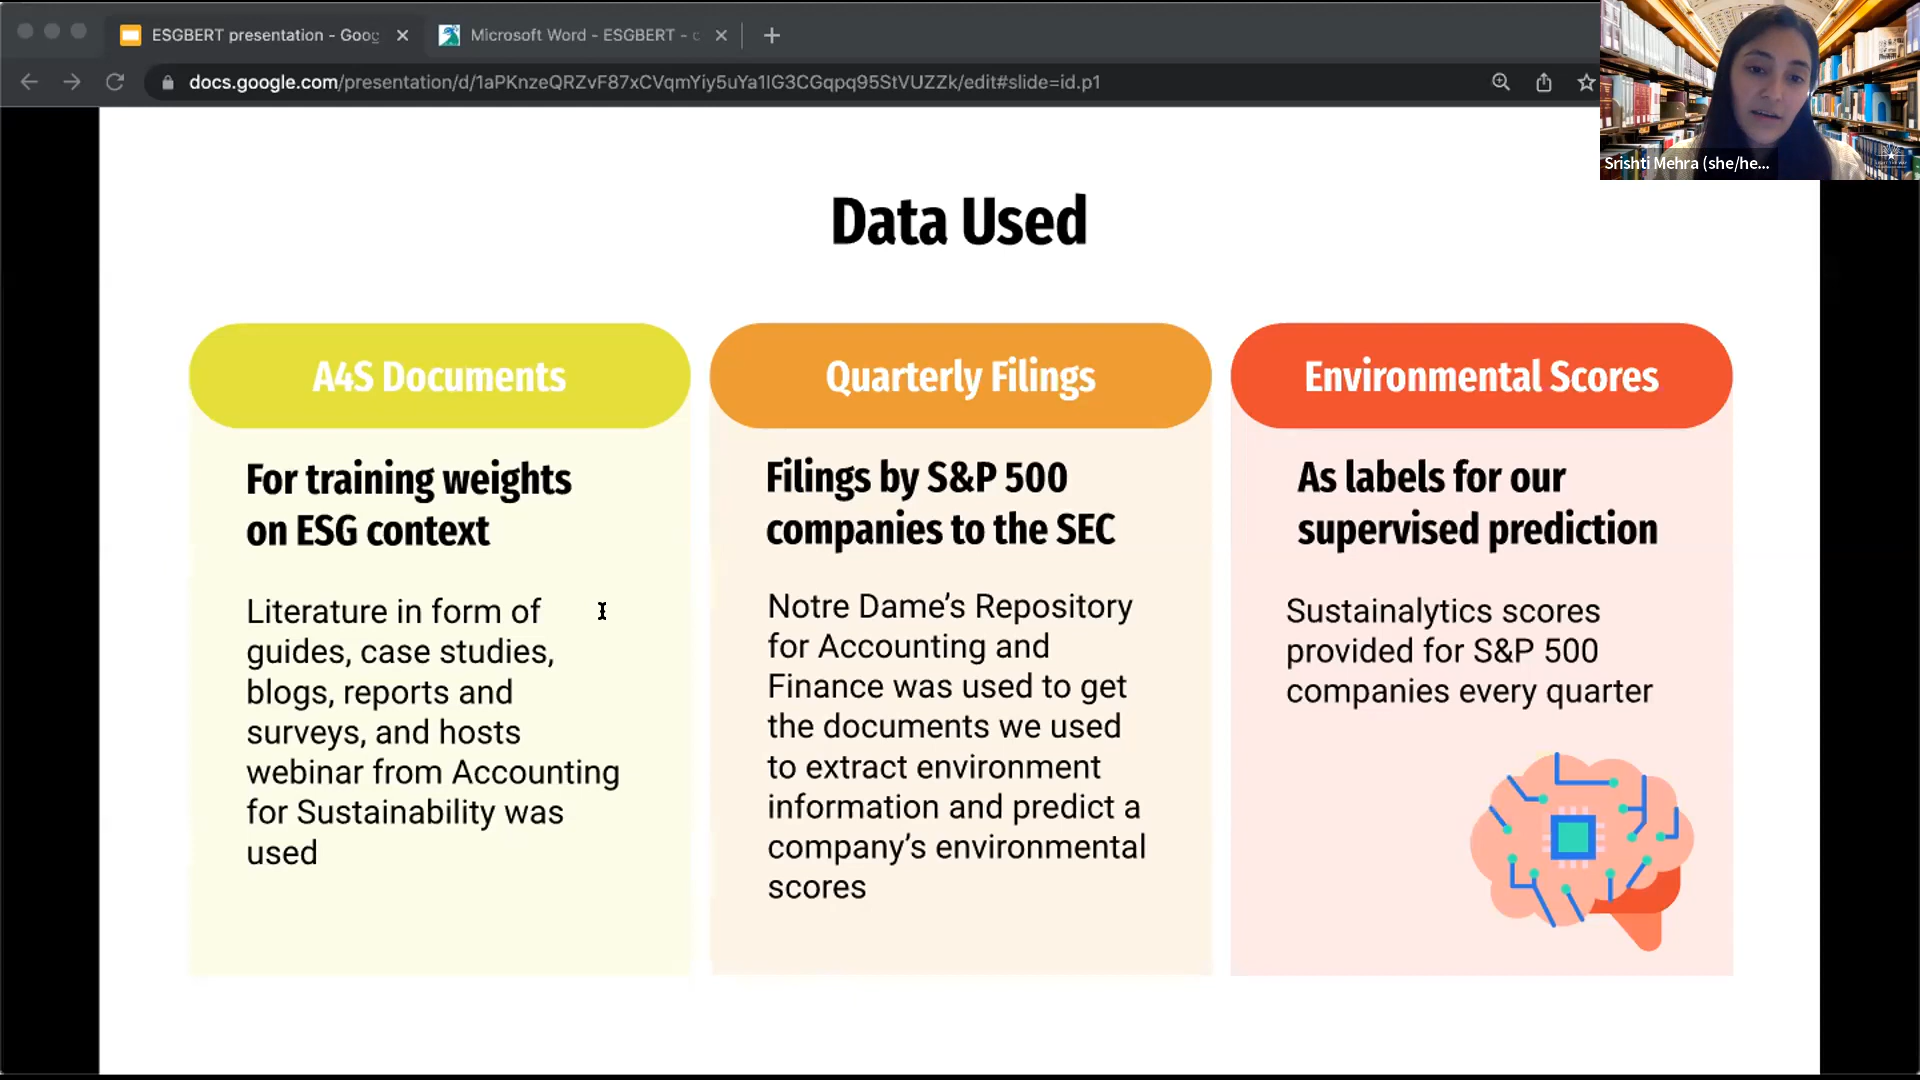 ESGBERT presentation - Goog
Microsoft Word - ESGBERT - c
docs.google.com/presentation/d/1aPKnzeQRZvF87xCVqmYiy5uYa1lG3CGqpq95StVUZZk/edit#slide=id.p1
Srishti Mehra (she/he...
Data Used
A4S Documents
For training weights
on ESG context
Literature in form of
guides, case studies,
blogs, reports and
surveys, and hosts
webinar from Accounting
for Sustainability was
used
Quarterly Filings
Filings by S&P 500
companies to the SEC
Notre Dame’s Repository
for Accounting and
Finance was used to get
the documents we used
to extract environment
information and predict a
company’s environmental
scores
Environmental Scores
As labels for our
supervised prediction
Sustainalytics scores
provided for S&P 500
companies every quarter